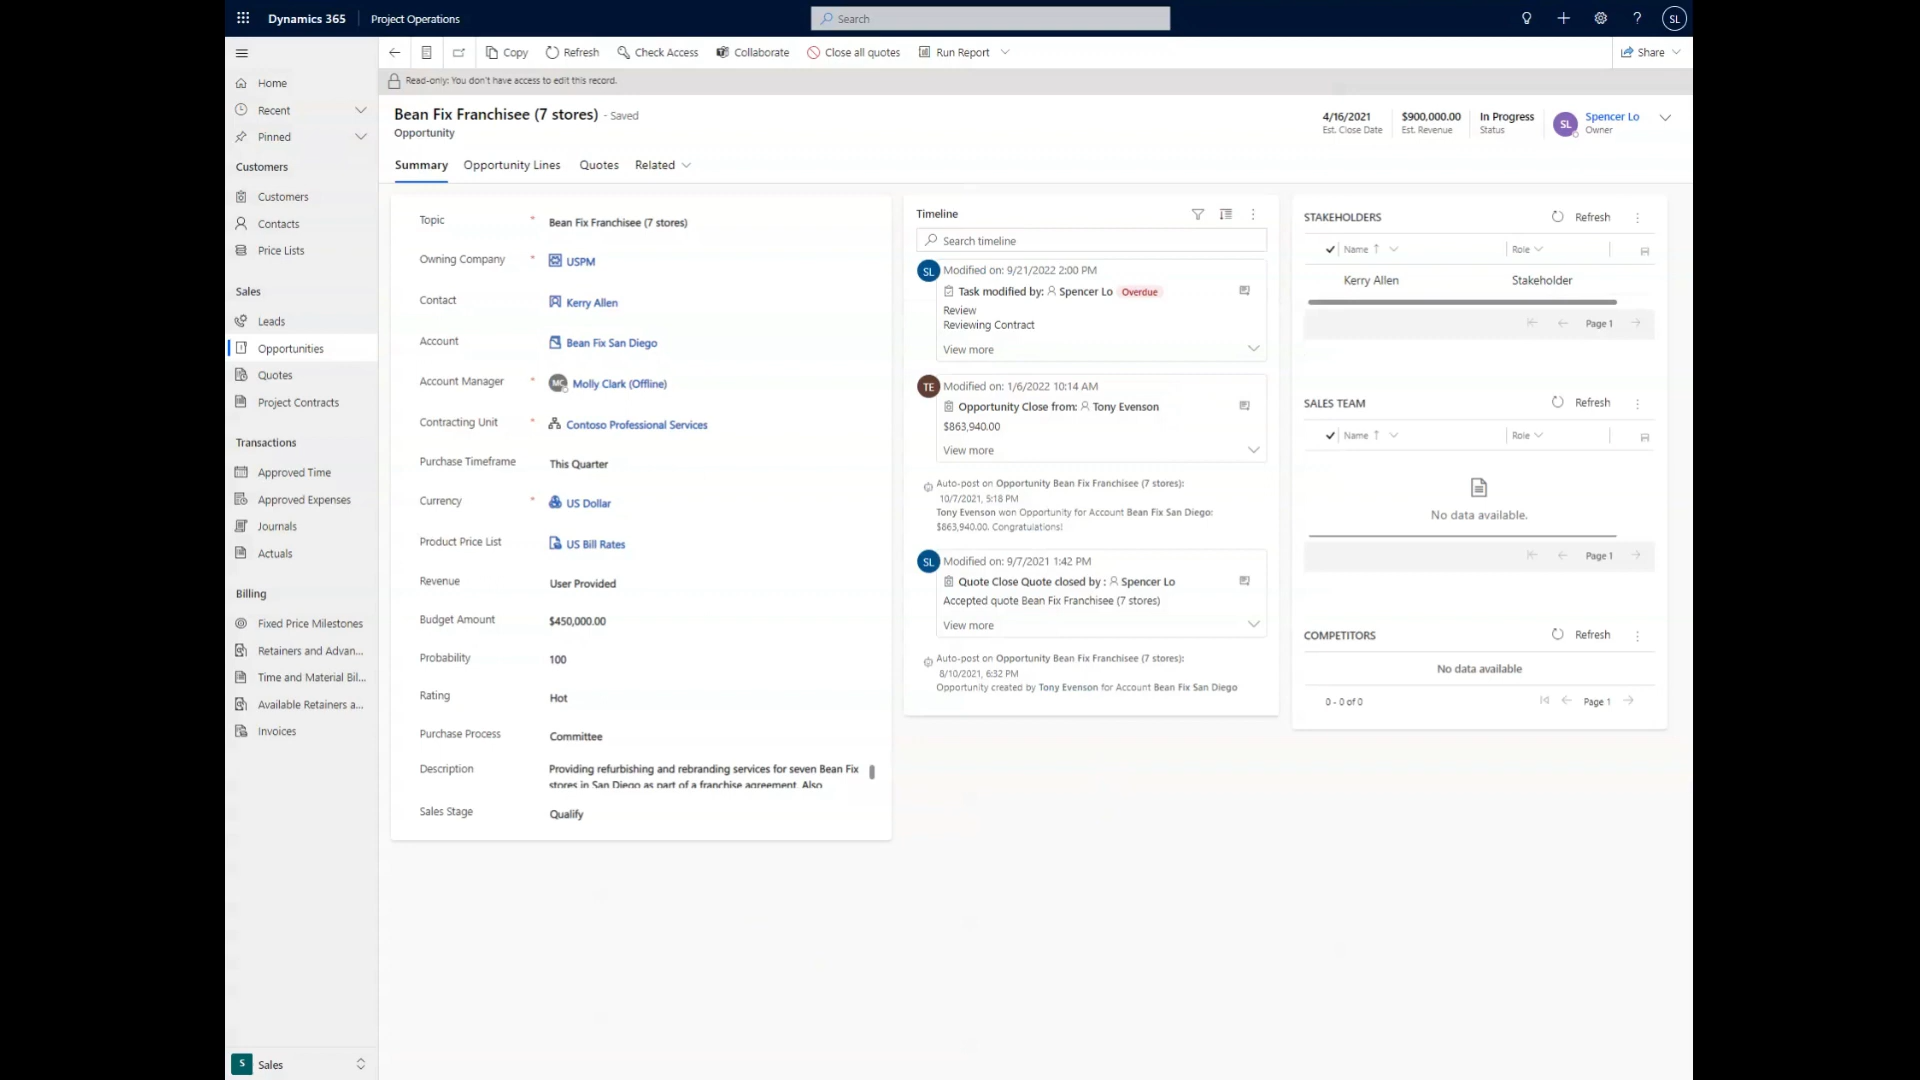 Dynamics 365
Project Operations
Search
?
SL
Copy
Refresh
Check Access
Collaborate
Close all quotes
Run Report
Share
Read-only: You don't have access to edit this record.
Home
Recent
Pinned
Customers
Customers
Contacts
Price Lists
Sales
Leads
Opportunities
Quotes
Project Contracts
Transactions
Approved Time
Approved Expenses
Journals
Actuals
Billing
Fixed Price Milestones
Retainers and Advan...
Time and Material Bil...
Available Retainers a...
Invoices
S Sales
Bean Fix Franchisee (7 stores) - Saved
Opportunity
4/16/2021
Est. Close Date
$900,000.00
Est. Revenue
In Progress
Status
SL
Spencer Lo
Owner
Summary
Opportunity Lines
Quotes
Related
Topic * Bean Fix Franchisee (7 stores)
Owning Company * USPM
Contact Kerry Allen
Account Bean Fix San Diego
Account Manager * MC Molly Clark (Offline)
Contracting Unit * Contoso Professional Services
Purchase Timeframe This Quarter
Currency * US Dollar
Product Price List US Bill Rates
Revenue User Provided
Budget Amount $450,000.00
Probability 100
Rating Hot
Purchase Process Committee
Description Providing refurbishing and rebranding services for seven Bean Fix
stores in San Diego as part of a franchise agreement. Also
Sales Stage Qualify
Timeline
Search timeline
SL Modified on: 9/21/2022 2:00 PM
Task modified by: Spencer Lo Overdue
Review
Reviewing Contract
View more
TE Modified on: 1/6/2022 10:14 AM
Opportunity Close from: Tony Evenson
$863,940.00
View more
Auto-post on Opportunity Bean Fix Franchisee (7 stores):
10/7/2021, 5:18 PM
Tony Evenson won Opportunity for Account Bean Fix San Diego:
$863,940.00. Congratulations!
SL Modified on: 9/7/2021 1:42 PM
Quote Close Quote closed by : Spencer Lo
Accepted quote Bean Fix Franchisee (7 stores)
View more
Auto-post on Opportunity Bean Fix Franchisee (7 stores):
8/10/2021, 6:32 PM
Opportunity created by Tony Evenson for Account Bean Fix San Diego
STAKEHOLDERS
Refresh
Name
Role
Kerry Allen Stakeholder
Page 1
SALES TEAM
Refresh
Name
Role
No data available.
Page 1
COMPETITORS
Refresh
No data available
0 - 0 of 0
Page 1